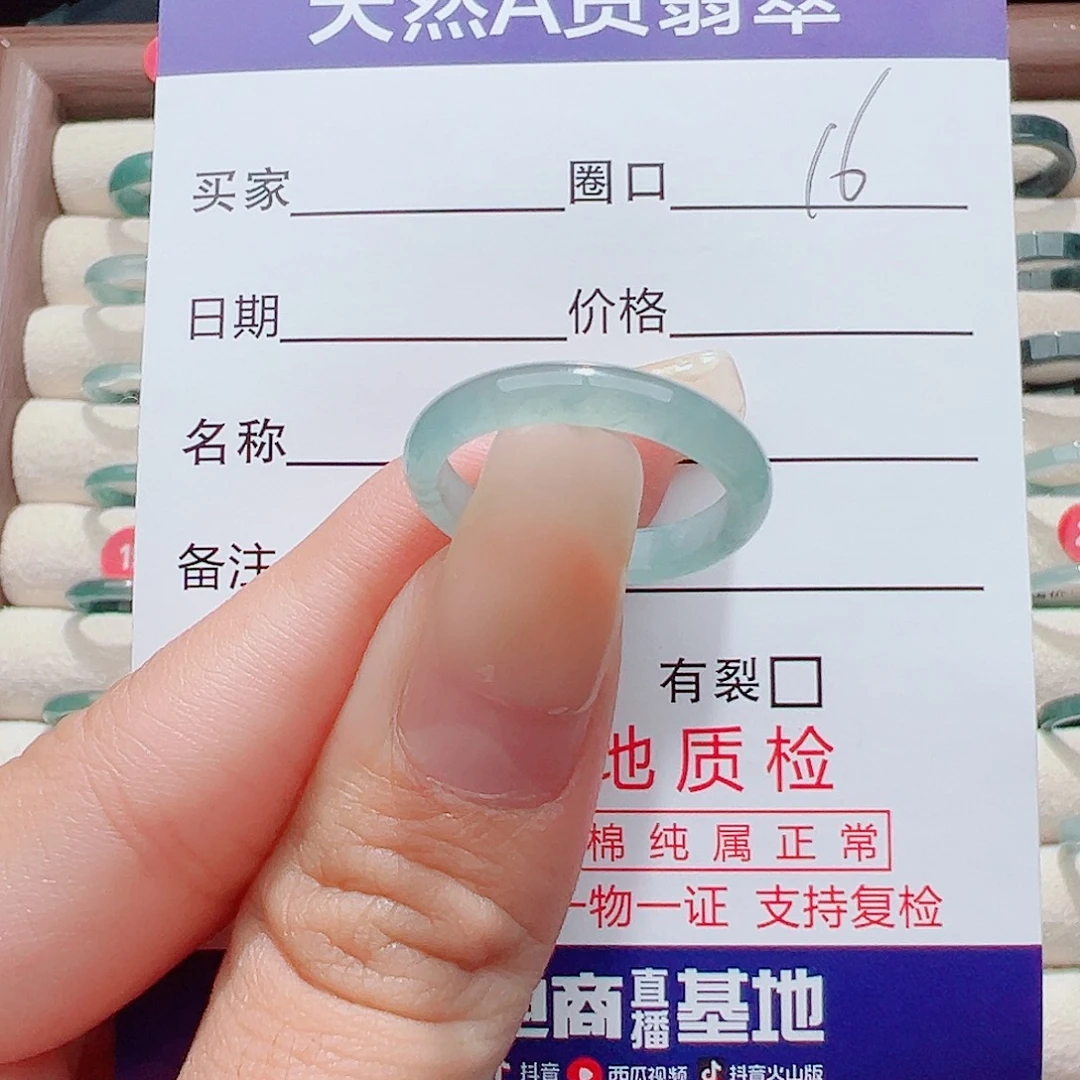 天然A货翡翠
买家 圈口 16
日期 价格
名称
备注
有裂
地质检
棉纯属正常
一物一证 支持复检
电商直播基地
抖音 西瓜视频 抖音火山版